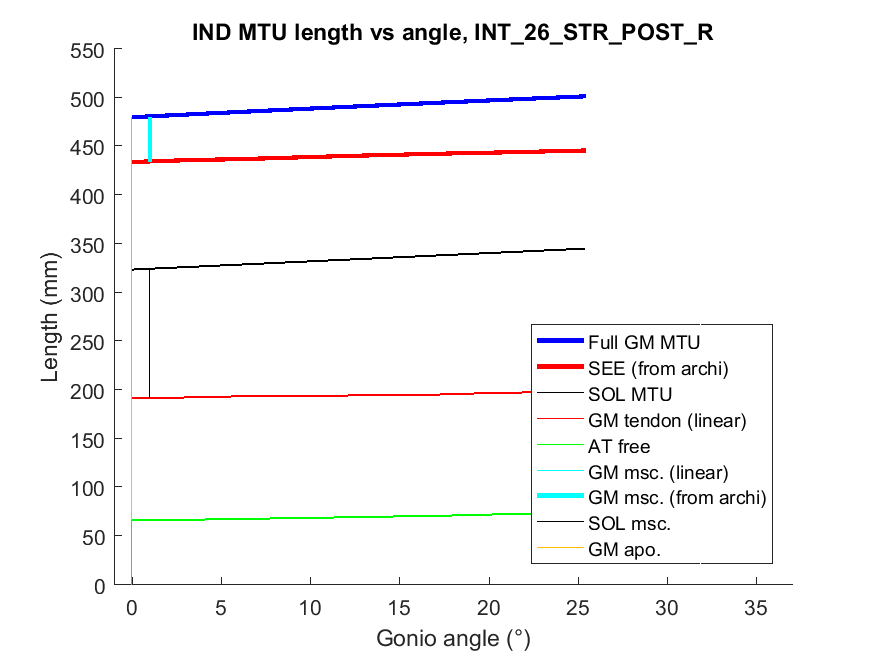 IND MTU length vs angle, INT_26_STR_POST_R
550
500
450
400
350
300
250
200
150
100
50
0
Length (mm)
0 5 10 15 20 25 30 35
Gonio angle (°)
Full GM MTU
SEE (from archi)
SOL MTU
GM tendon (linear)
AT free
GM msc. (linear)
GM msc. (from archi)
SOL msc.
GM apo.